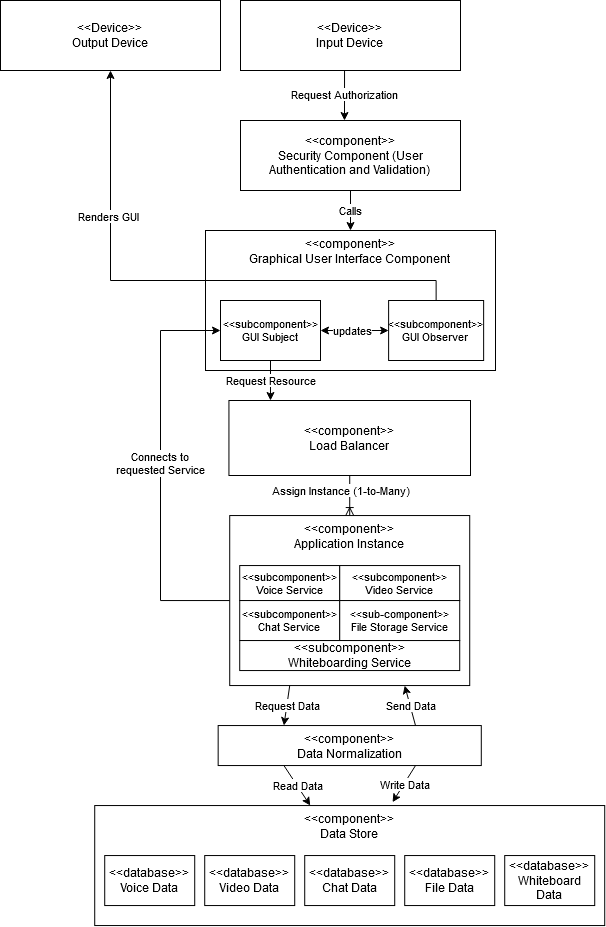 <<Device>>
Output Device
<<Device>>
Input Device
Request Authorization
<<component>>
Security Component (User
Authentication and Validation)
Calls
Renders GUI
<<component>>
Graphical User Interface Component
<<subcomponent>>
GUI Subject
updates
<<subcomponent>>
GUI Observer
Request Resource
<<component>>
Load Balancer
Connects to
requested Service
Assign Instance (1-to-Many)
<<component>>
Application Instance
<<subcomponent>>
Voice Service
<<subcomponent>>
Video Service
<<subcomponent>>
Chat Service
<<sub-component>>
File Storage Service
<<subcomponent>>
Whiteboarding Service
Request Data
Send Data
<<component>>
Data Normalization
Read Data
Write Data
<<component>>
Data Store
<<database>>
Voice Data
<<database>>
Video Data
<<database>>
Chat Data
<<database>>
File Data
<<database>>
Whiteboard
Data